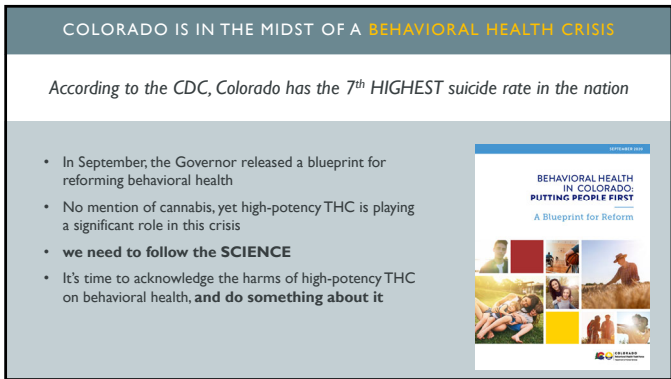 COLORADO IS IN THE MIDST OF A BEHAVIORAL HEALTH CRISIS
According to the CDC, Colorado has the 7th HIGHEST suicide rate in the nation
• In September, the Governor released a blueprint for
reforming behavioral health
• No mention of cannabis, yet high-potency THC is playing
a significant role in this crisis
• we need to follow the SCIENCE
• It's time to acknowledge the harms of high-potency THC
on behavioral health, and do something about it
SEPTEMBER 2020
BEHAVIORAL HEALTH
IN COLORADO:
PUTTING PEOPLE FIRST
A Blueprint for Reform
COLORADO